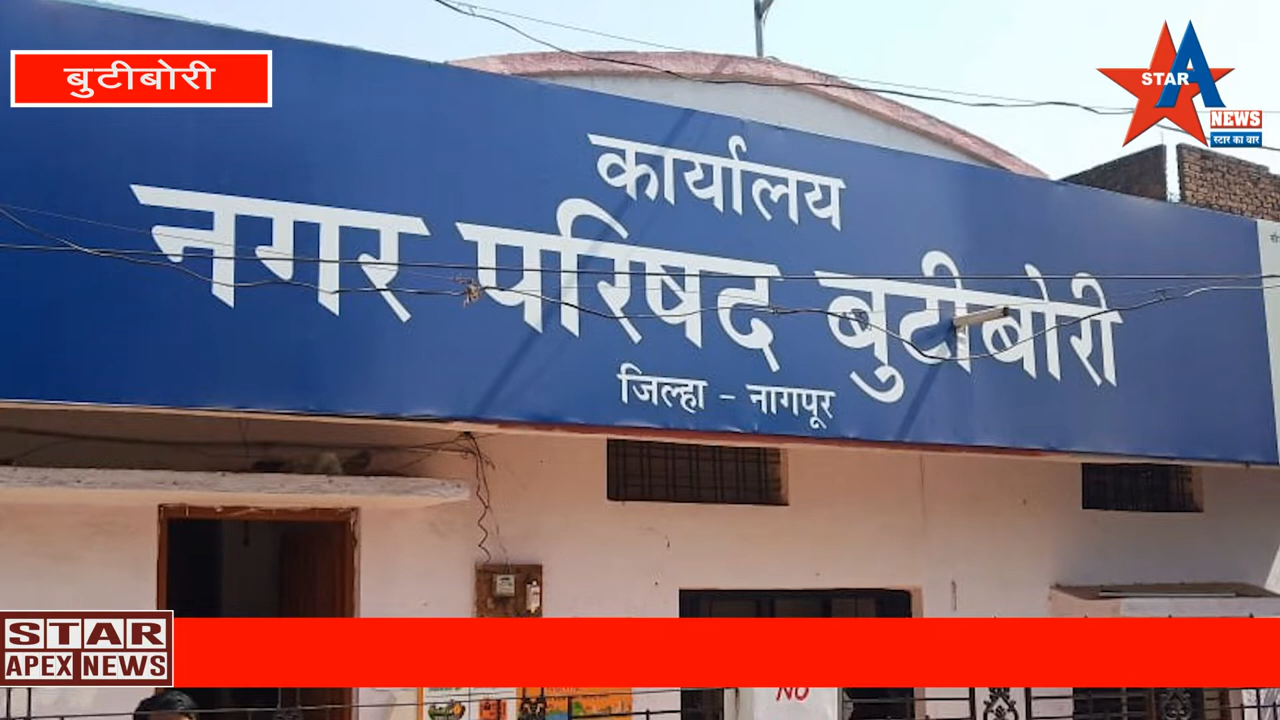 बुटीबोरी
STAR A
NEWS
स्टार का वार
कार्यालय
नगर परिषद बुटीबोरी
जिल्हा - नागपूर
STAR
APEX NEWS
NO